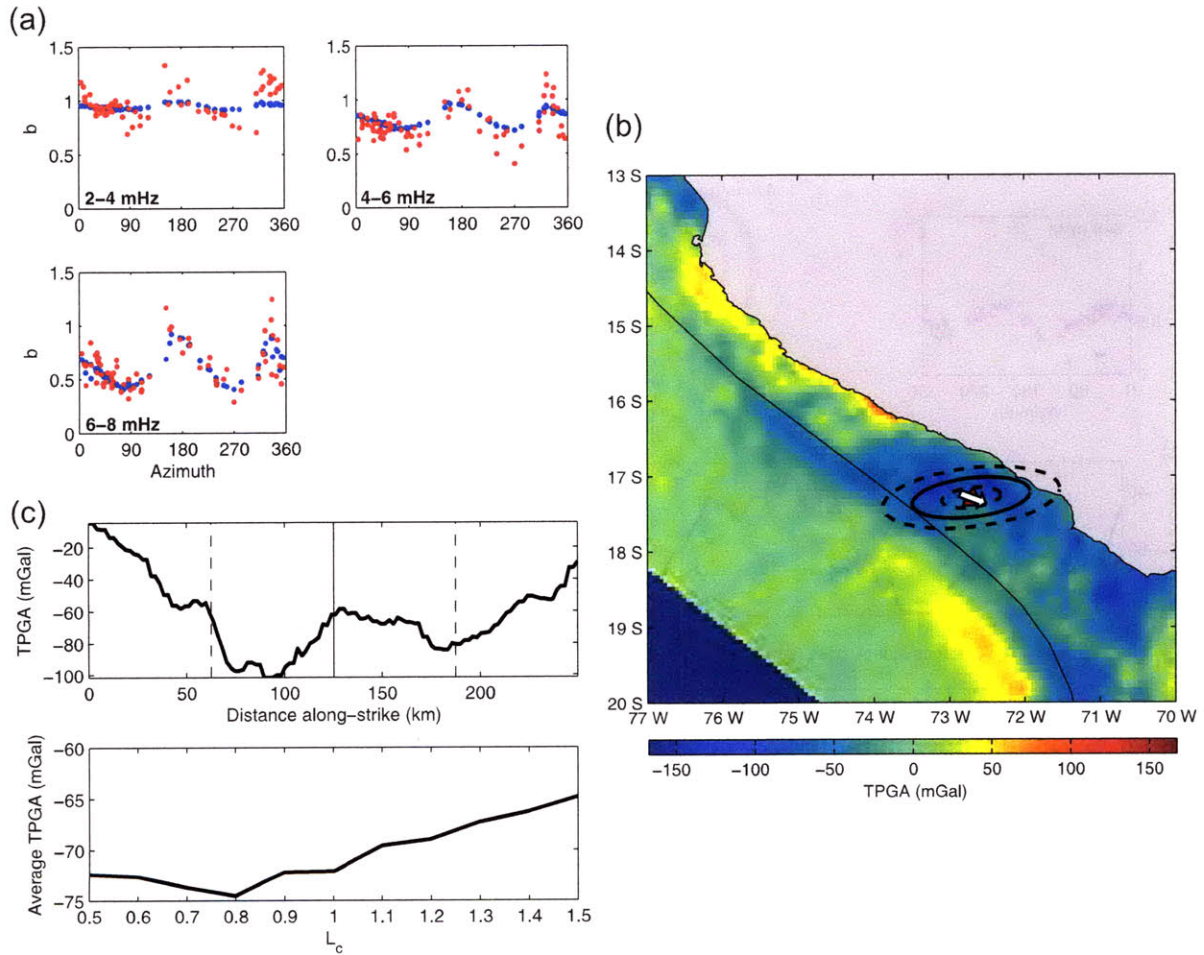 (a)
1.5
1
0.5
0
b
2–4 mHz
0 90 180 270 360
1.5
1
0.5
0
4–6 mHz
0 90 180 270 360
1.5
1
0.5
0
b
6–8 mHz
0 90 180 270 360
Azimuth
(b)
13 S
14 S
15 S
16 S
17 S
18 S
19 S
20 S
77 W 76 W 75 W 74 W 73 W 72 W 71 W 70 W
−150 −100 −50 0 50 100 150
TPGA (mGal)
(c)
−20
−40
−60
−80
−100
TPGA (mGal)
0 50 100 150 200
Distance along−strike (km)
−60
−65
−70
−75
Average TPGA (mGal)
0.5 0.6 0.7 0.8 0.9 1 1.1 1.2 1.3 1.4 1.5
L_c